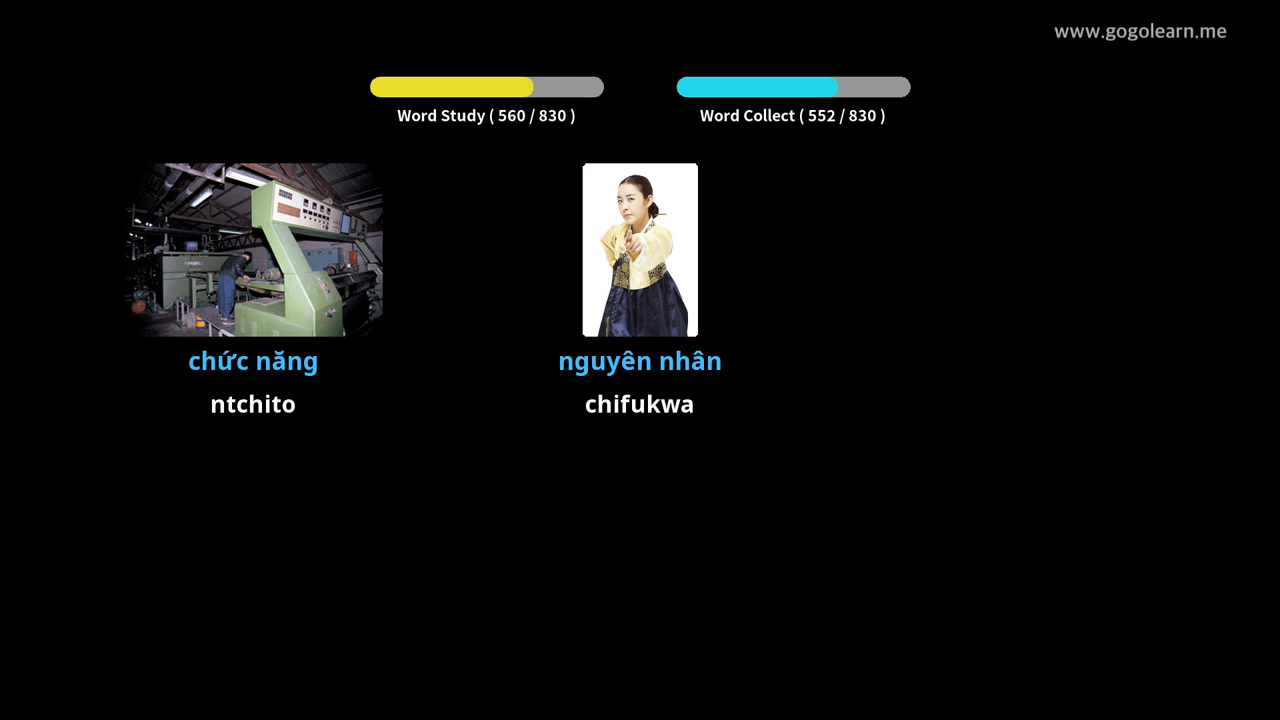 www.gogolearn.me
Word Study ( 560 / 830 )
Word Collect ( 552 / 830 )
chức năng
ntchito
nguyên nhân
chifukwa